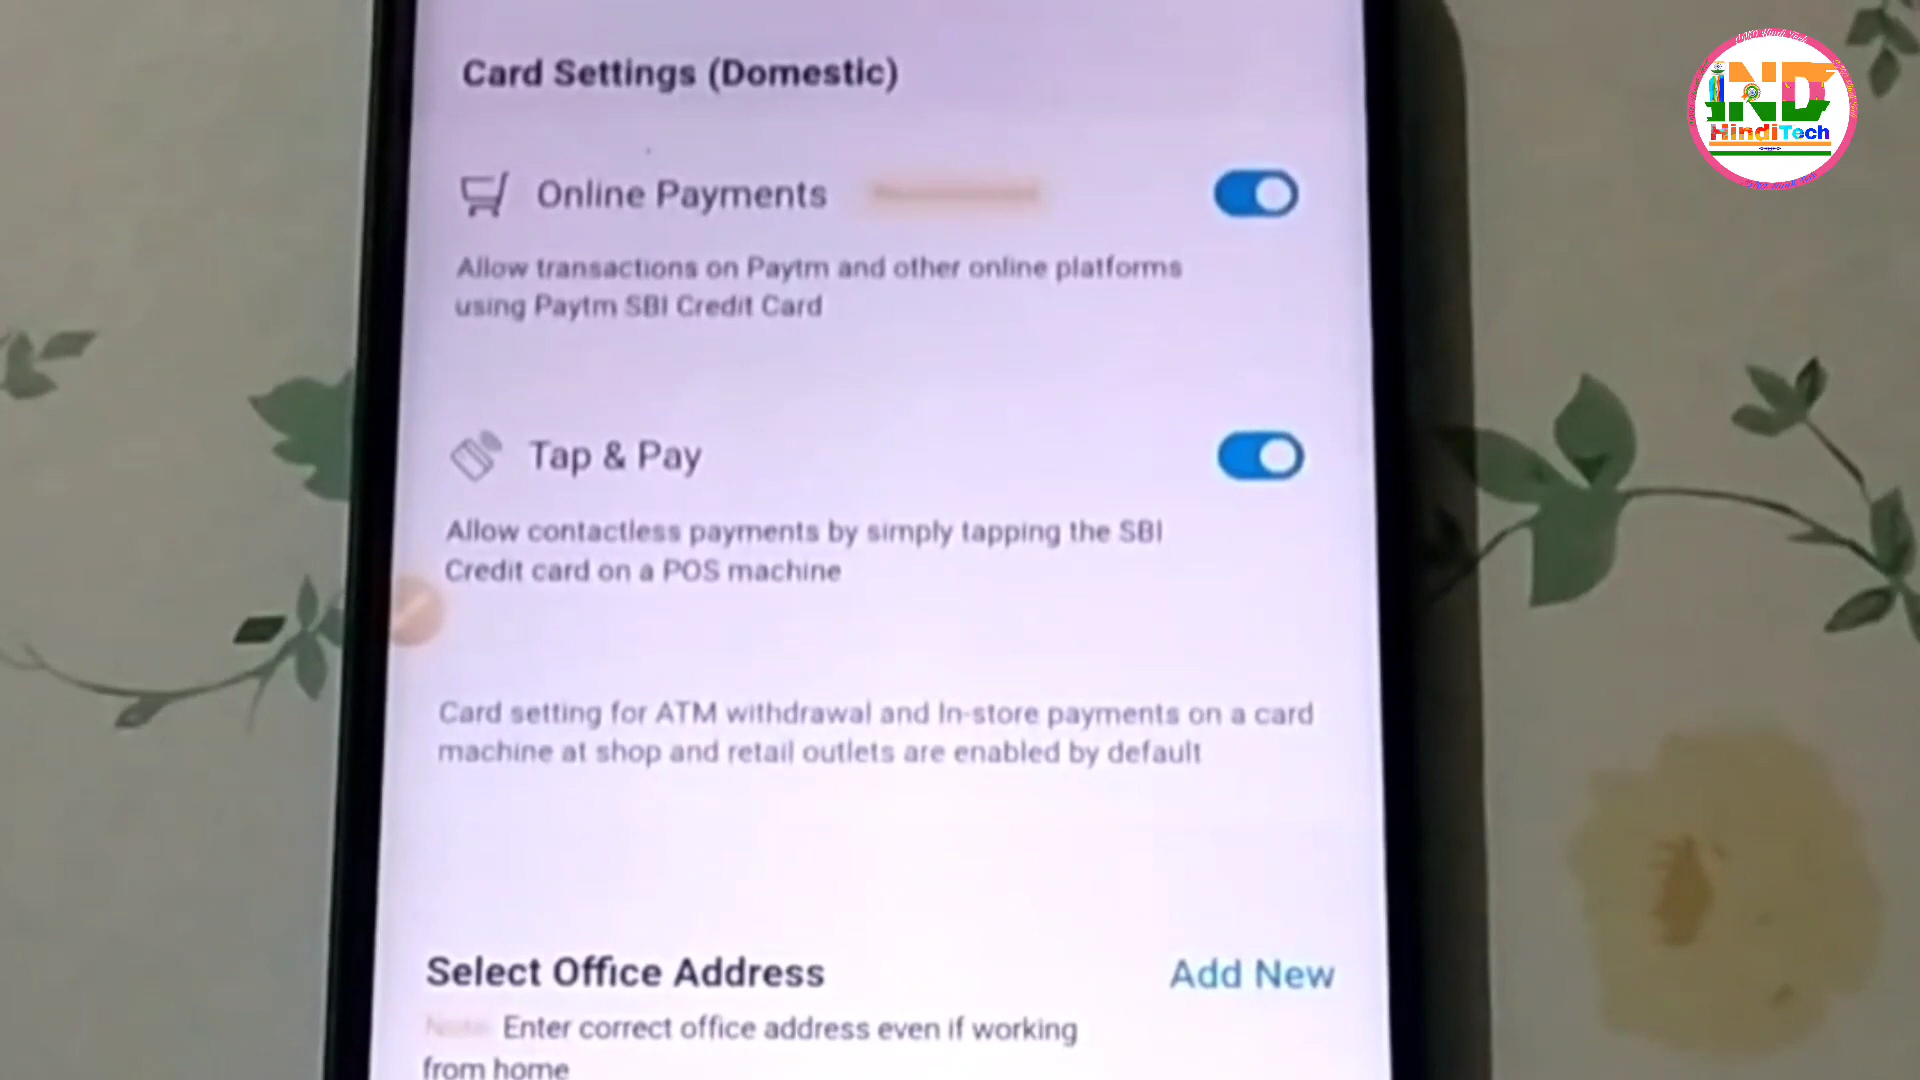 Card Settings (Domestic)
Online Payments
Allow transactions on Paytm and other online platforms
using Paytm SBI Credit Card
Tap & Pay
Allow contactless payments by simply tapping the SBI
Credit card on a POS machine
Card setting for ATM withdrawal and In-store payments on a card
machine at shop and retail outlets are enabled by default
Select Office Address
Add New
Note: Enter correct office address even if working
from home
IND
HindiTech